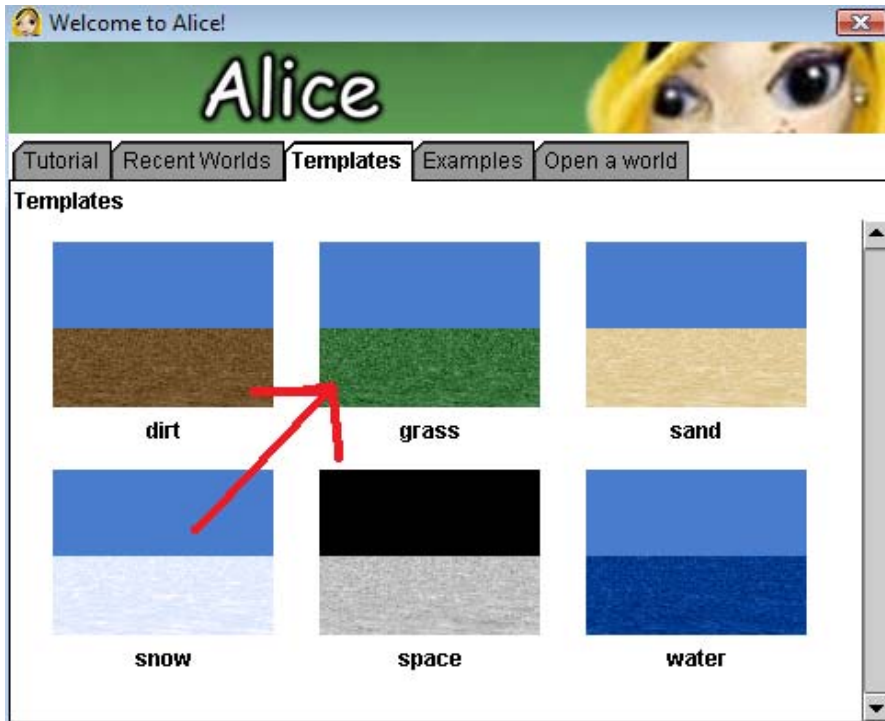 Welcome to Alice!
Alice
Tutorial Recent Worlds Templates Examples Open a world
Templates
dirt grass sand
snow space water